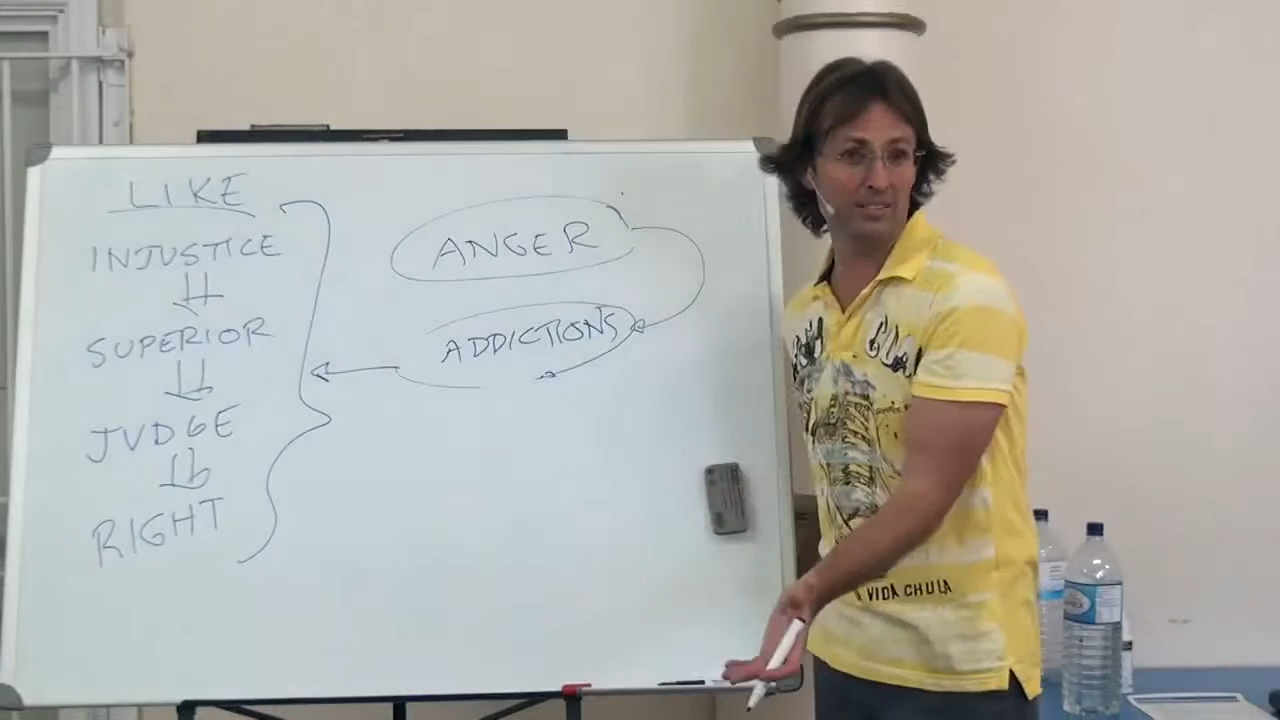 LIKE
INJUSTICE
SUPERIOR
JUDGE
RIGHT
ANGER
ADDICTIONS
VIDA CHULA